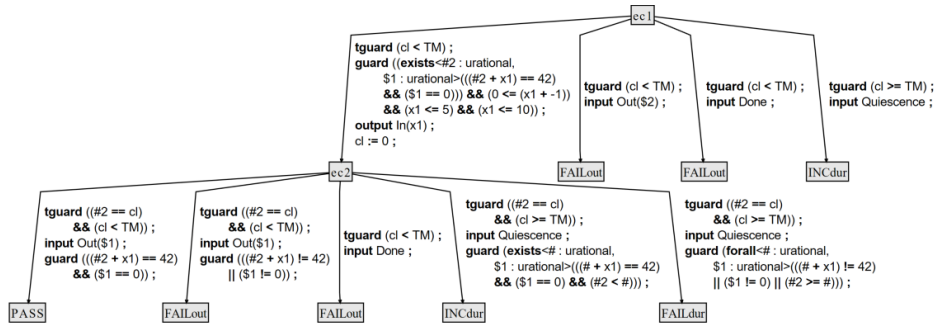 ec1
tguard (cl < TM) ;
guard ((exists<#2 : urational,
$1 : urational>(((#2 + x1) == 42)
&& ($1 == 0))) && (0 <= (x1 + -1))
&& (x1 <= 5) && (x1 <= 10)) ;
output In(x1) ;
cl := 0 ;
tguard (cl < TM) ;
input Out($2) ;
tguard (cl < TM) ;
input Done ;
tguard (cl >= TM) ;
input Quiescence ;
ec2
FAILout
FAILout
INCdur
tguard ((#2 == cl)
&& (cl < TM)) ;
input Out($1) ;
guard (((#2 + x1) == 42)
&& ($1 == 0)) ;
tguard ((#2 == cl)
&& (cl < TM)) ;
input Out($1) ;
guard (((#2 + x1) != 42)
|| ($1 != 0)) ;
tguard (cl < TM) ;
input Done ;
tguard ((#2 == cl)
&& (cl >= TM)) ;
input Quiescence ;
guard (exists<# : urational,
$1 : urational>(((# + x1) == 42)
&& ($1 == 0) && (#2 < #))) ;
tguard ((#2 == cl)
&& (cl >= TM)) ;
input Quiescence ;
guard (forall<# : urational,
$1 : urational>(((# + x1) != 42)
|| ($1 != 0) || (#2 >= #))) ;
PASS
FAILout
FAILout
INCdur
FAILdur